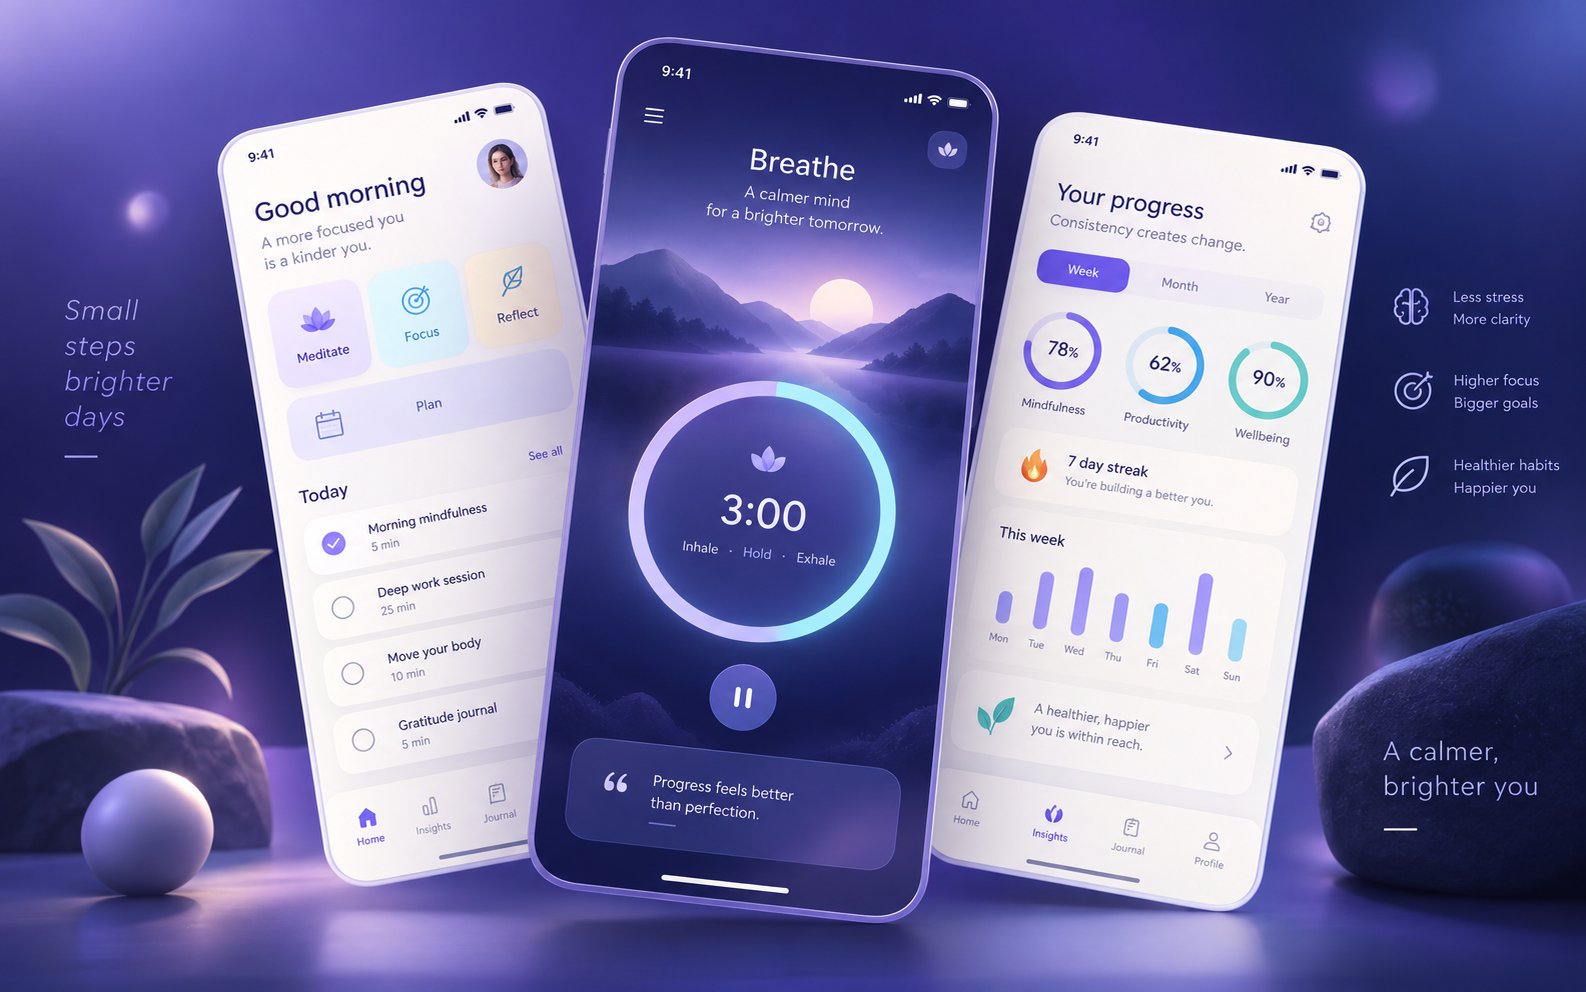 Small
steps
brighter
days
9:41
Good morning
A more focused you
is a kinder you.
Meditate
Focus
Reflect
Plan
See all
Today
Morning mindfulness
5 min
Deep work session
25 min
Move your body
10 min
Gratitude journal
5 min
Home
Insights
Journal
9:41
Breathe
A calmer mind
for a brighter tomorrow.
3:00
Inhale · Hold · Exhale
“
Progress feels better
than perfection.
9:41
Your progress
Consistency creates change.
Week
Month
Year
78%
62%
90%
Mindfulness
Productivity
Wellbeing
7 day streak
You're building a better you.
This week
Mon
Tue
Wed
Thu
Fri
Sat
Sun
A healthier, happier
you is within reach.
Home
Insights
Journal
Profile
Less stress
More clarity
Higher focus
Bigger goals
Healthier habits
Happier you
A calmer,
brighter you